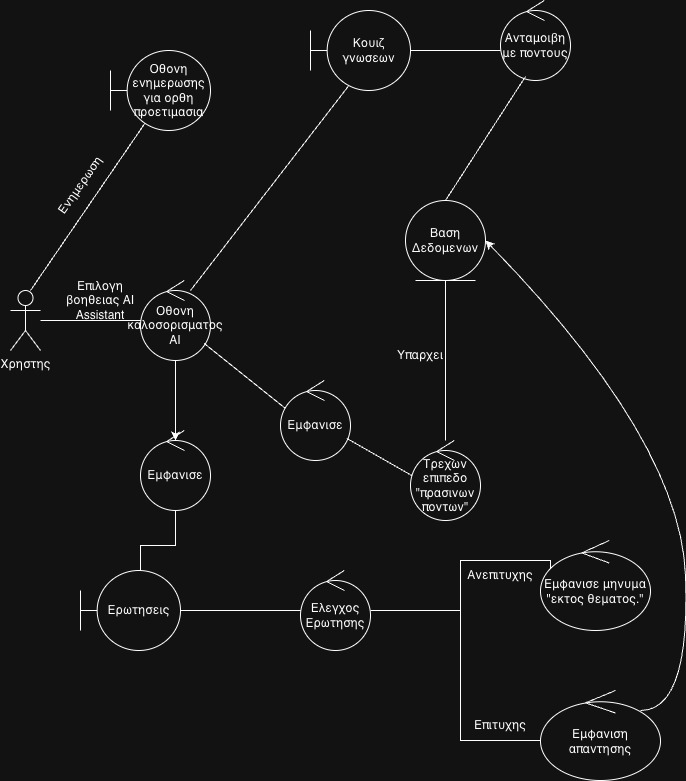 Κουιζ
γνωσεων
Ανταμοιβη
με ποντους
Οθονη
ενημερωσης
για ορθη
προετιμασια
Ενημερωση
Βαση
Δεδομενων
Επιλογη
βοηθειας AI
Assistant
Οθονη
καλοσορισματος
AI
Χρηστης
Υπαρχει
Εμφανισε
Τρεχων
επιπεδο
"πρασινων
ποντων"
Εμφανισε
Ανεπιτυχης
Εμφανισε μηνυμα
"εκτος θεματος."
Ερωτησεις
Ελεγχος
Ερωτησης
Επιτυχης
Εμφανιση
απαντησης